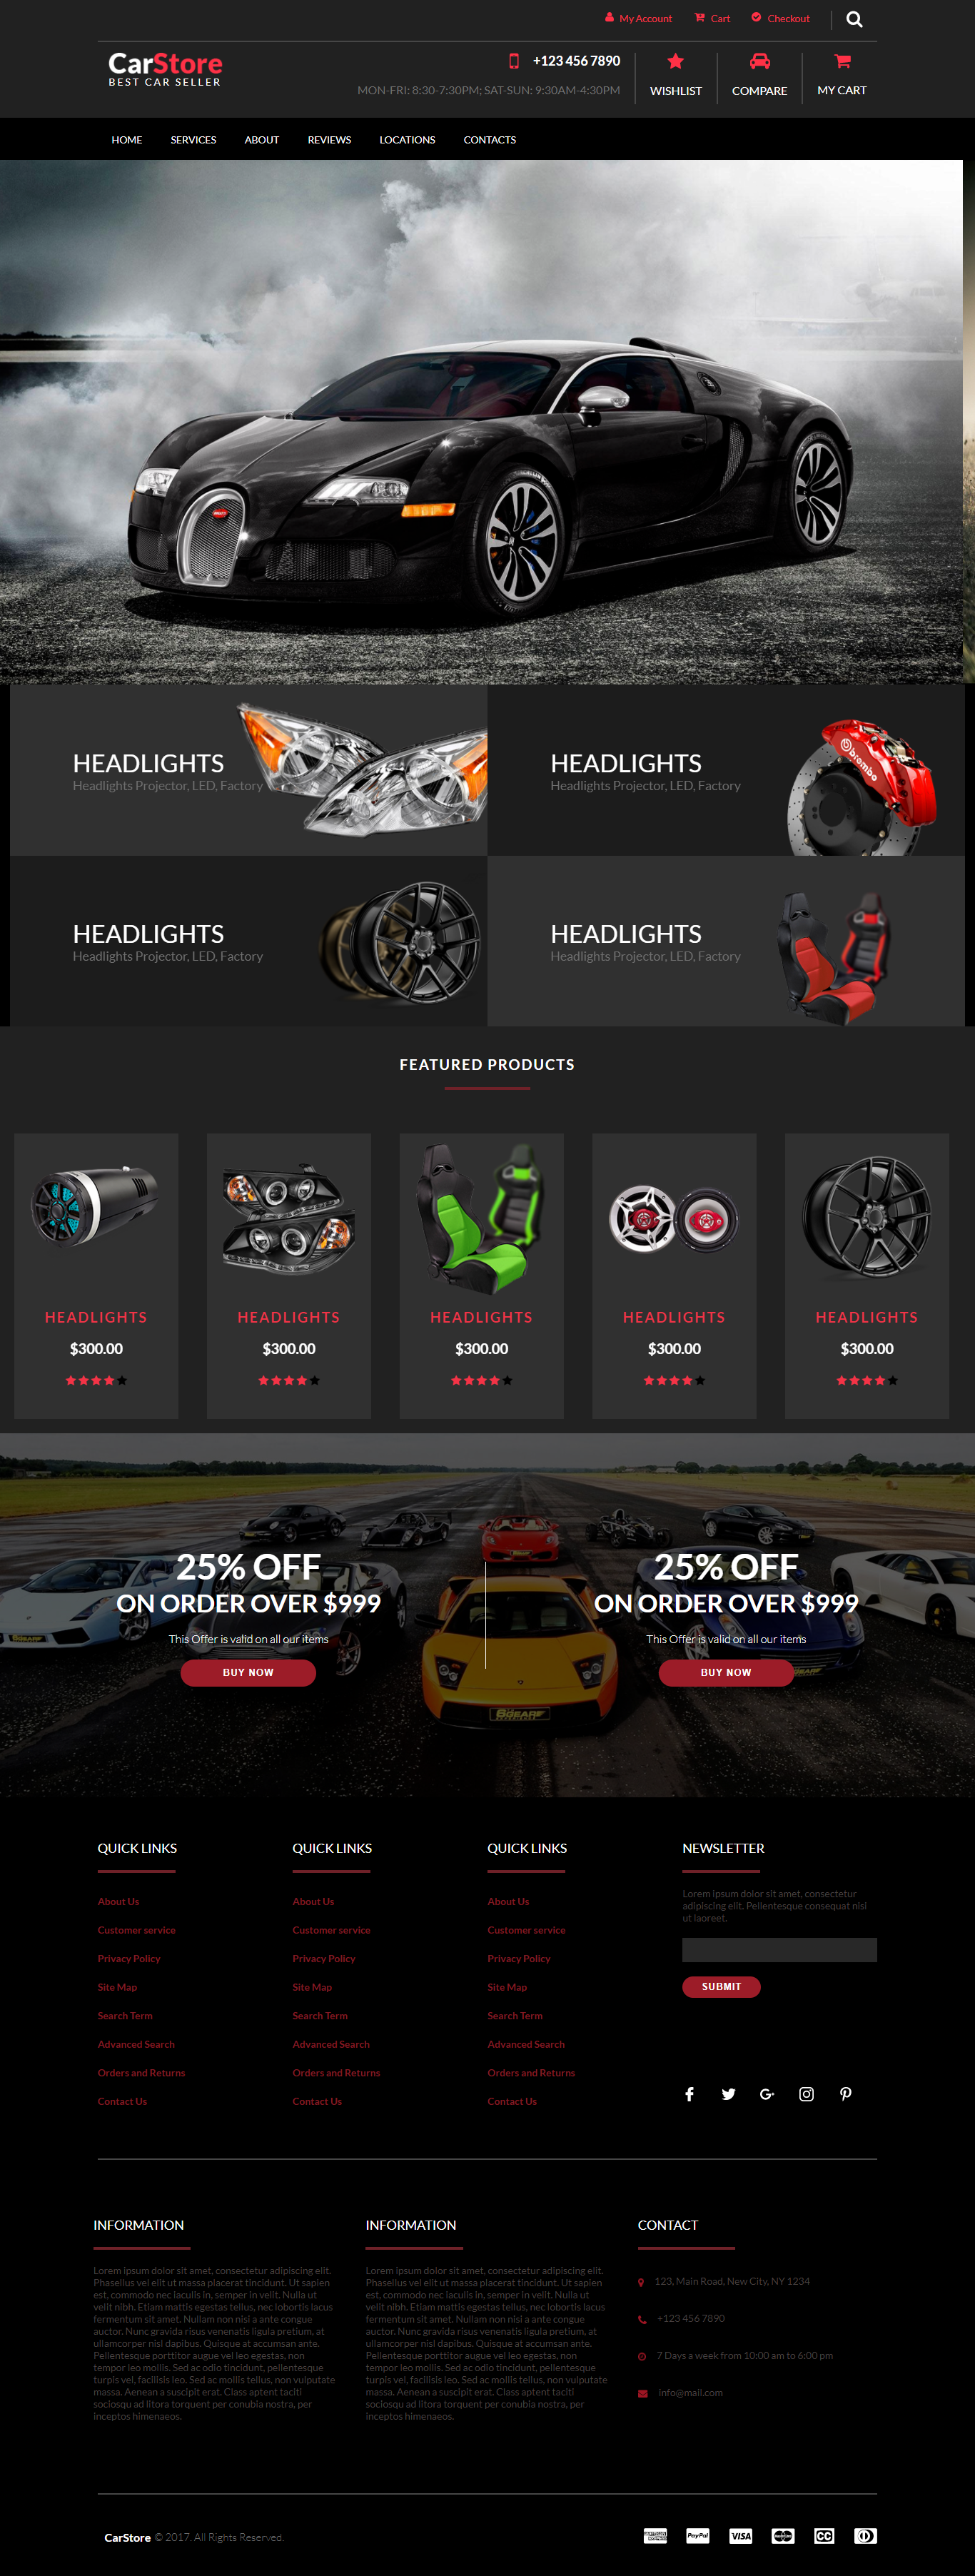 My Account Cart Checkout
CarStore
BEST CAR SELLER
+123 456 7890
MON-FRI: 8:30-7:30PM; SAT-SUN: 9:30AM-4:30PM
WISHLIST
COMPARE
MY CART
HOME SERVICES ABOUT REVIEWS LOCATIONS CONTACTS
HEADLIGHTS
Headlights Projector, LED, Factory
HEADLIGHTS
Headlights Projector, LED, Factory
brembo
HEADLIGHTS
Headlights Projector, LED, Factory
HEADLIGHTS
Headlights Projector, LED, Factory
FEATURED PRODUCTS
HEADLIGHTS
$300.00
HEADLIGHTS
$300.00
HEADLIGHTS
$300.00
HEADLIGHTS
$300.00
HEADLIGHTS
$300.00
25% OFF
ON ORDER OVER $999
This Offer is valid on all our items
BUY NOW
25% OFF
ON ORDER OVER $999
This Offer is valid on all our items
BUY NOW
QUICK LINKS
About Us
Customer service
Privacy Policy
Site Map
Search Term
Advanced Search
Orders and Returns
Contact Us
QUICK LINKS
About Us
Customer service
Privacy Policy
Site Map
Search Term
Advanced Search
Orders and Returns
Contact Us
QUICK LINKS
About Us
Customer service
Privacy Policy
Site Map
Search Term
Advanced Search
Orders and Returns
Contact Us
NEWSLETTER
Lorem ipsum dolor sit amet, consectetur
adipiscing elit. Pellentesque consequat nisl
ut laoreet.
SUBMIT
INFORMATION
Lorem ipsum dolor sit amet, consectetur adipiscing elit.
Phasellus vel elit ut massa placerat tincidunt. Ut sapien
est, commodo nec iaculis in, semper in velit. Nulla ut
velit nibh. Etiam mattis egestas tellus, nec lobortis lacus
fermentum sit amet. Nullam non nisi a ante congue
auctor. Nunc gravida risus venenatis ligula pretium, at
ullamcorper nisl dapibus. Quisque at accumsan ante.
Pellentesque porttitor augue vel leo egestas, non
tempor leo mollis. Sed ac odio tincidunt, pellentesque
turpis vel, facilisis leo. Sed ac mollis tellus, non vulputate
massa. Aenean a suscipit erat. Class aptent taciti
sociosqu ad litora torquent per conubia nostra, per
inceptos himenaeos.
INFORMATION
Lorem ipsum dolor sit amet, consectetur adipiscing elit.
Phasellus vel elit ut massa placerat tincidunt. Ut sapien
est, commodo nec iaculis in, semper in velit. Nulla ut
velit nibh. Etiam mattis egestas tellus, nec lobortis lacus
fermentum sit amet. Nullam non nisi a ante congue
auctor. Nunc gravida risus venenatis ligula pretium, at
ullamcorper nisl dapibus. Quisque at accumsan ante.
Pellentesque porttitor augue vel leo egestas, non
tempor leo mollis. Sed ac odio tincidunt, pellentesque
turpis vel, facilisis leo. Sed ac mollis tellus, non vulputate
massa. Aenean a suscipit erat. Class aptent taciti
sociosqu ad litora torquent per conubia nostra, per
inceptos himenaeos.
CONTACT
123, Main Road, New City, NY 1234
+123 456 7890
7 Days a week from 10:00 am to 6:00 pm
info@mail.com
CarStore © 2017. All Rights Reserved.
PayPal VISA CC